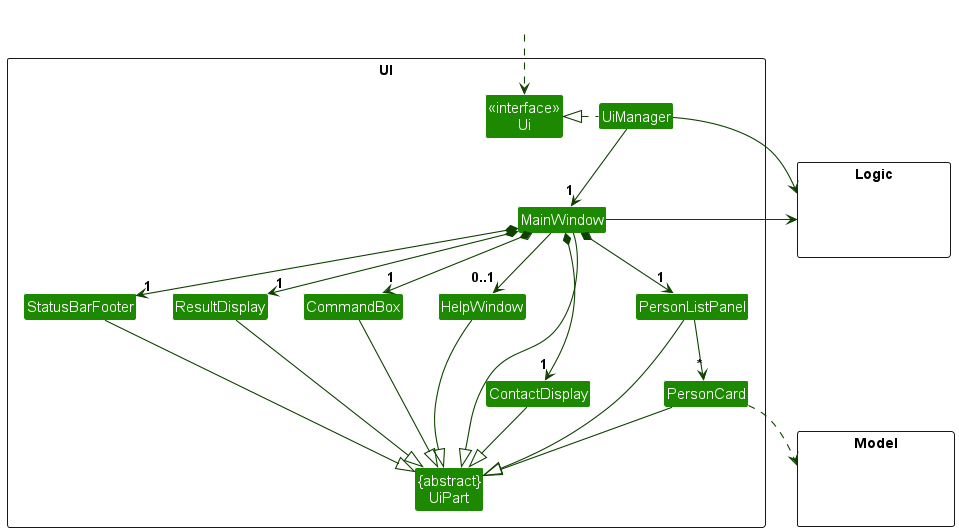 UI
«interface»
Ui
UiManager
Logic
1
MainWindow
1
1
1
0..1
1
StatusBarFooter
ResultDisplay
CommandBox
HelpWindow
PersonListPanel
1
*
ContactDisplay
PersonCard
Model
{abstract}
UiPart